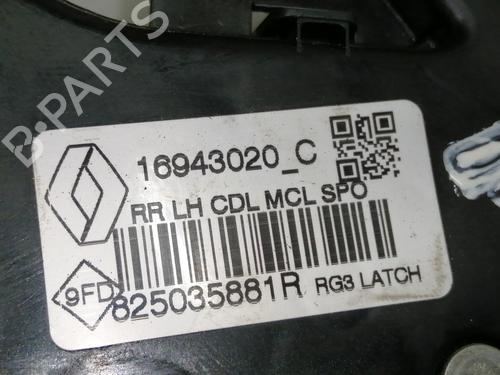 16943020_C
RR LH CDL MCL SPO
9FD
825035881R RG3 LATCH
B-PARTS